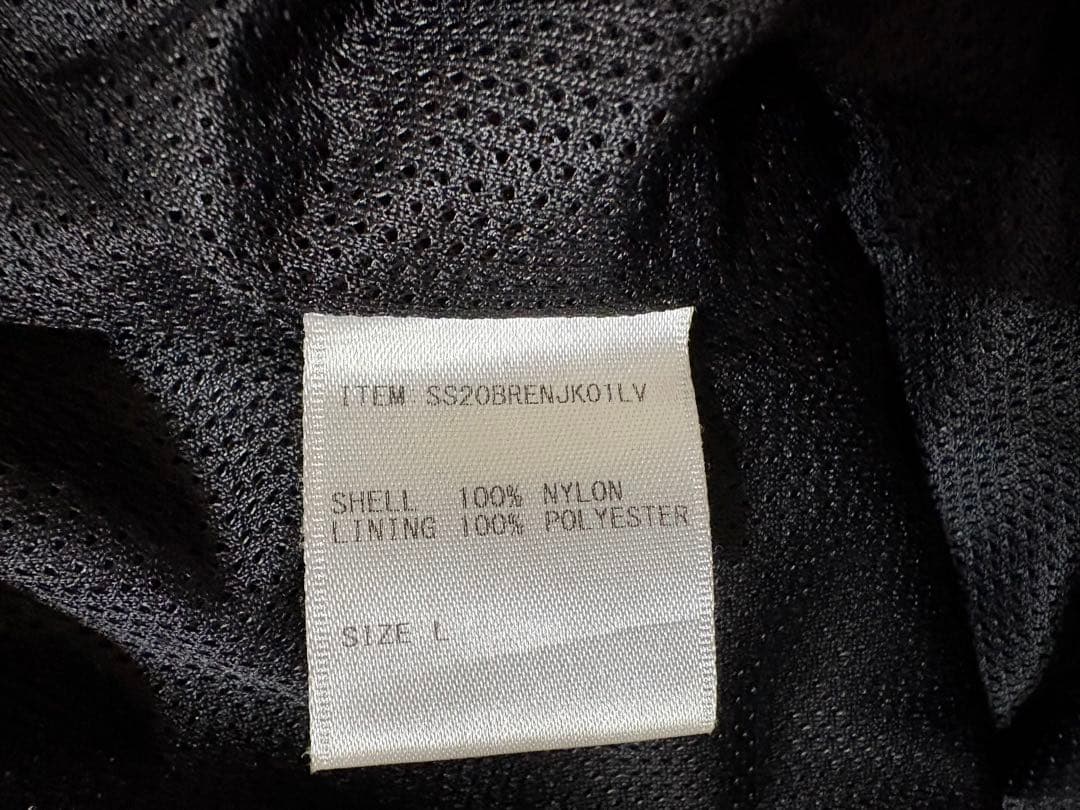 ITEM SS20BRENJK01LV
SHELL 100% NYLON
LINING 100% POLYESTER
SIZE L